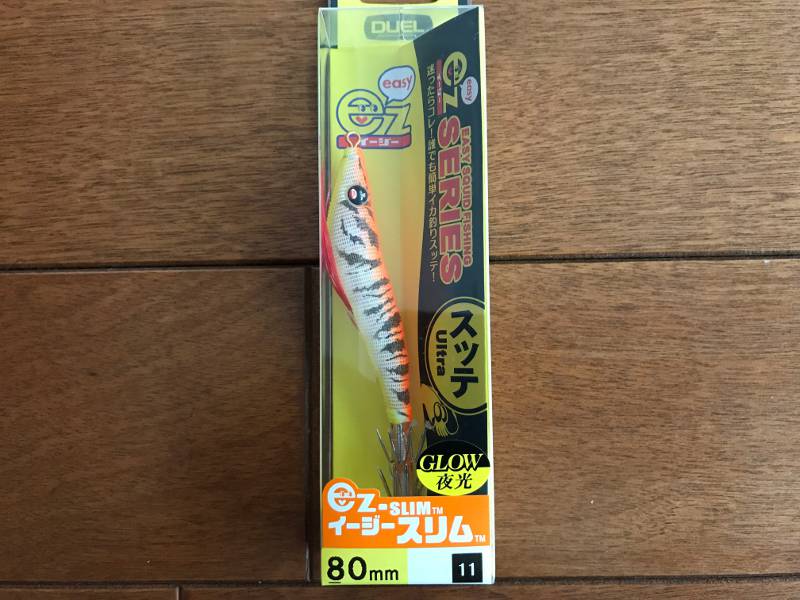 DUEL
easy
ez
イージー
easy
ez SERIES
EASY SQUID FISHING
迷ったらコレ!誰でも簡単イカ釣りスッテ!
スッテ
Ultra
GLOW
夜光
ez-SLIM™
イージースリム™
80mm
11